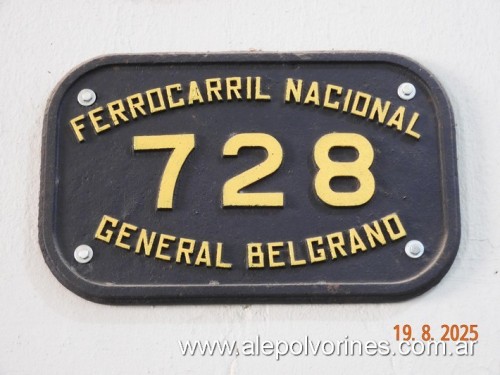 FERROCARRIL NACIONAL
728
GENERAL BELGRANO
19. 8. 2025
www.alepolvorines.com.ar